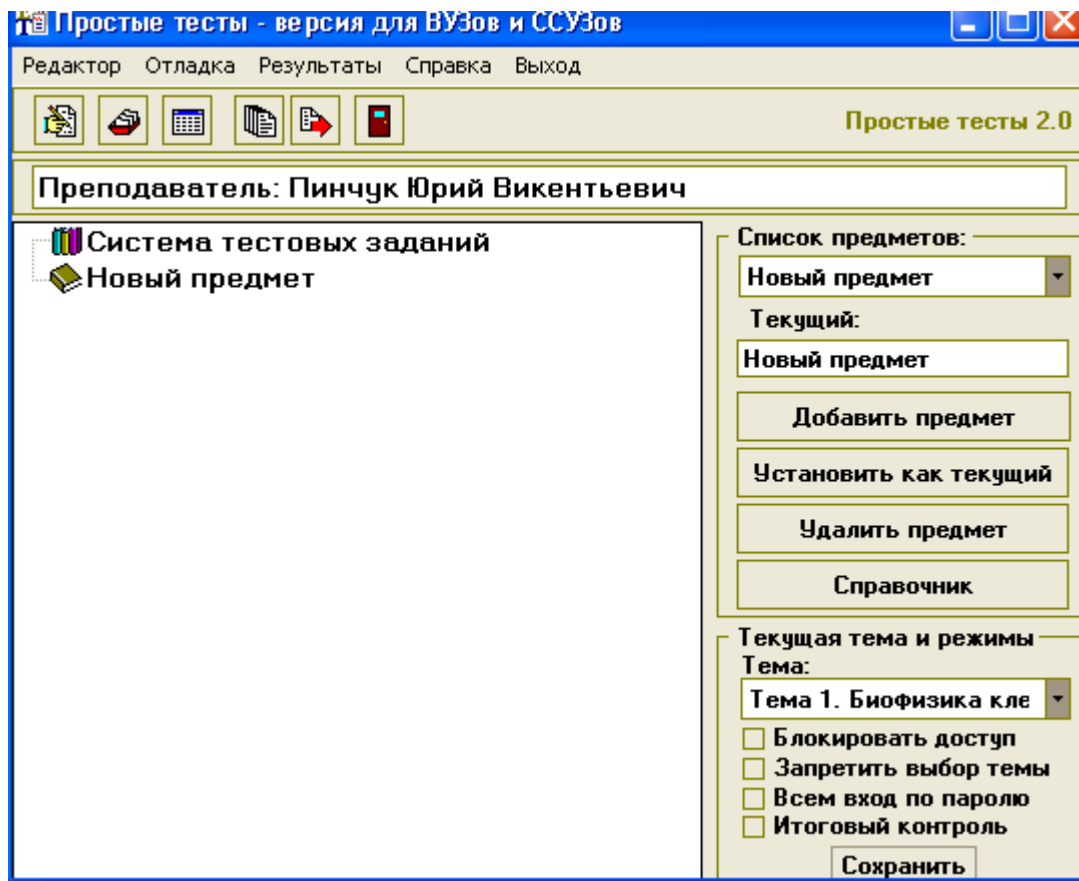 Простые тесты - версия для ВУЗов и ССУЗов
Редактор Отладка Результаты Справка Выход
Простые тесты 2.0
Преподаватель: Пинчук Юрий Викентьевич
Система тестовых заданий
Новый предмет
Список предметов:
Новый предмет
Текущий:
Новый предмет
Добавить предмет
Установить как текущий
Удалить предмет
Справочник
Текущая тема и режимы
Тема:
Тема 1. Биофизика кле
Блокировать доступ
Запретить выбор темы
Всем вход по паролю
Итоговый контроль
Сохранить